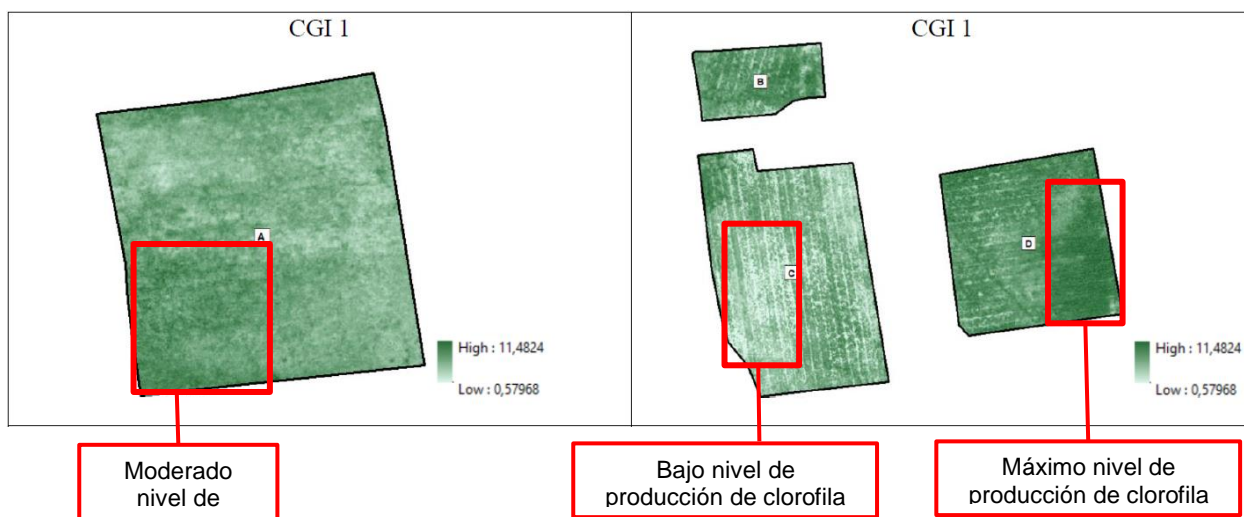 CGI 1
A
High : 11,4824
Low : 0,57968
CGI 1
B
C
D
High : 11,4824
Low : 0,57968
Moderado
nivel de
Bajo nivel de
producción de clorofila
Máximo nivel de
producción de clorofila